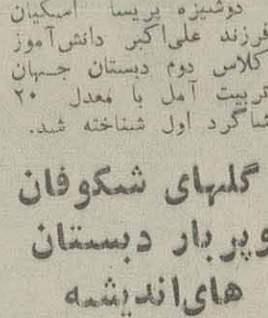 دوشیزه پریسا اسکیان
فرزند علی‌اکبر دانش‌آموز
کلاس دوم دبستان جهان
تربیت آمل با معدل ۲۰
شاگرد اول شناخته شد.
گلهای شکوفان
وپربار دبستان
های‌اندیشه